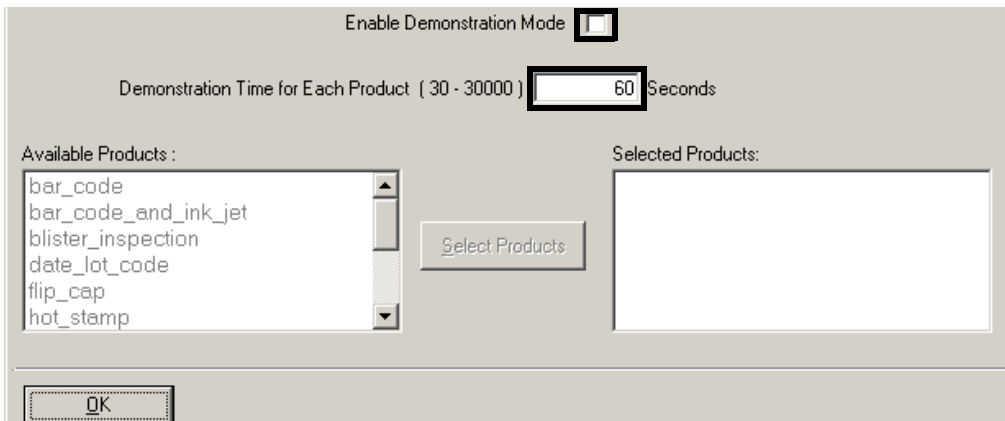 Enable Demonstration Mode
Demonstration Time for Each Product ( 30 - 30000 ) 60 Seconds
Available Products :
bar_code
bar_code_and_ink_jet
blister_inspection
date_lot_code
flip_cap
hot_stamp
Select Products
Selected Products:
OK